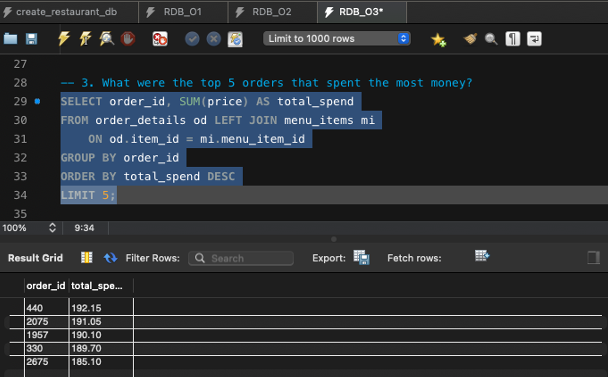 create_restaurant_db RDB_O1 RDB_O2 RDB_O3*
Limit to 1000 rows
27
28 -- 3. What were the top 5 orders that spent the most money?
29 SELECT order_id, SUM(price) AS total_spend
30 FROM order_details od LEFT JOIN menu_items mi
31 ON od.item_id = mi.menu_item_id
32 GROUP BY order_id
33 ORDER BY total_spend DESC
34 LIMIT 5;
35
100% 9:34
Result Grid Filter Rows: Search Export: Fetch rows:
order_id total_spe...
440 192.15
2075 191.05
1957 190.10
330 189.70
2675 185.10